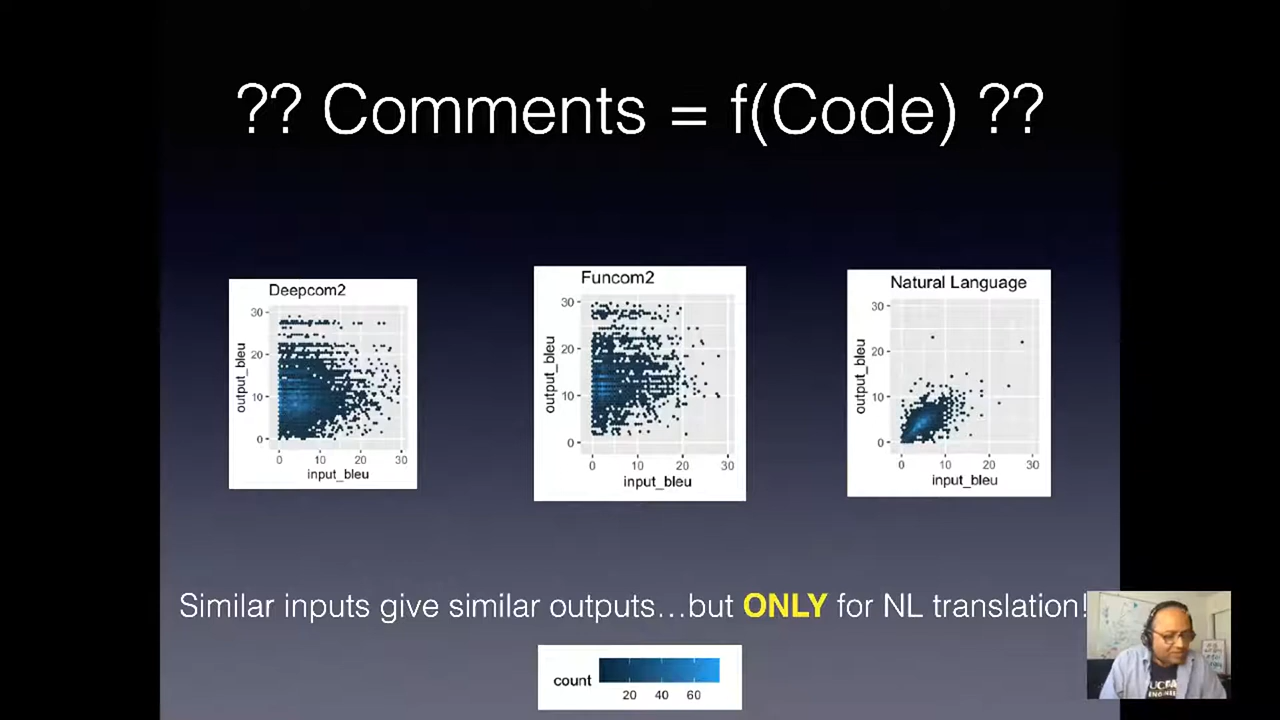 ?? Comments = f(Code) ??
Deepcom2
30
20
10
0
output_bleu
0 10 20 30
input_bleu
Funcom2
30
20
10
0
output_bleu
0 10 20 30
input_bleu
Natural Language
30
20
10
0
output_bleu
0 10 20 30
input_bleu
Similar inputs give similar outputs...but ONLY for NL translation!
count
20 40 60